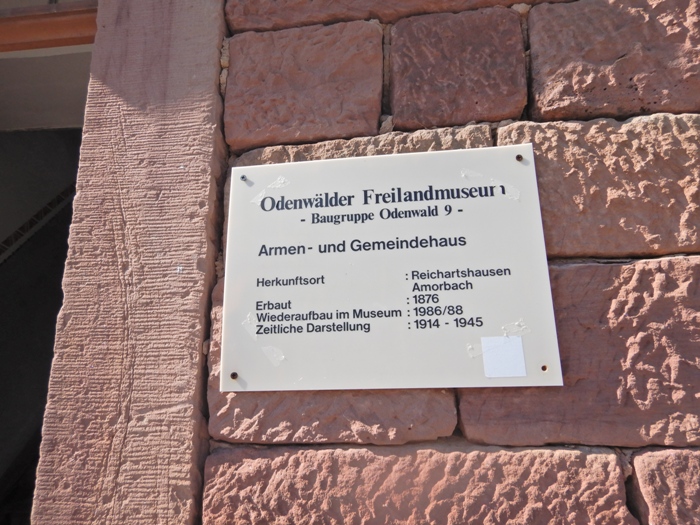 Odenwälder Freilandmuseum
- Baugruppe Odenwald 9 -
Armen- und Gemeindehaus
Herkunftsort : Reichartshausen
Amorbach
Erbaut : 1876
Wiederaufbau im Museum : 1986/88
Zeitliche Darstellung : 1914 - 1945